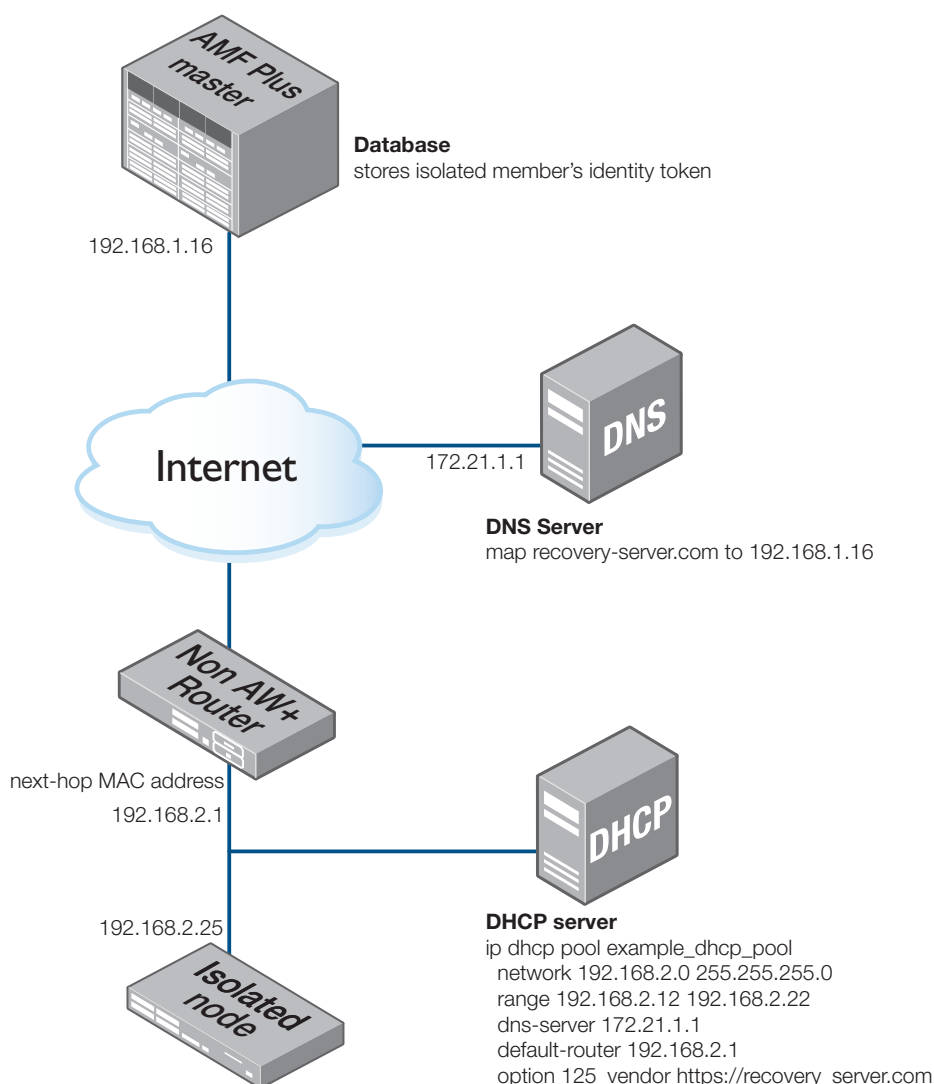 AMF Plus
master
Database
stores isolated member's identity token
192.168.1.16
DNS
Internet
172.21.1.1
DNS Server
map recovery-server.com to 192.168.1.16
Non AW+
Router
next-hop MAC address
192.168.2.1
DHCP
192.168.2.25
Isolated
node
DHCP server
ip dhcp pool example_dhcp_pool
network 192.168.2.0 255.255.255.0
range 192.168.2.12 192.168.2.22
dns-server 172.21.1.1
default-router 192.168.2.1
option 125 vendor https://recovery_server.com